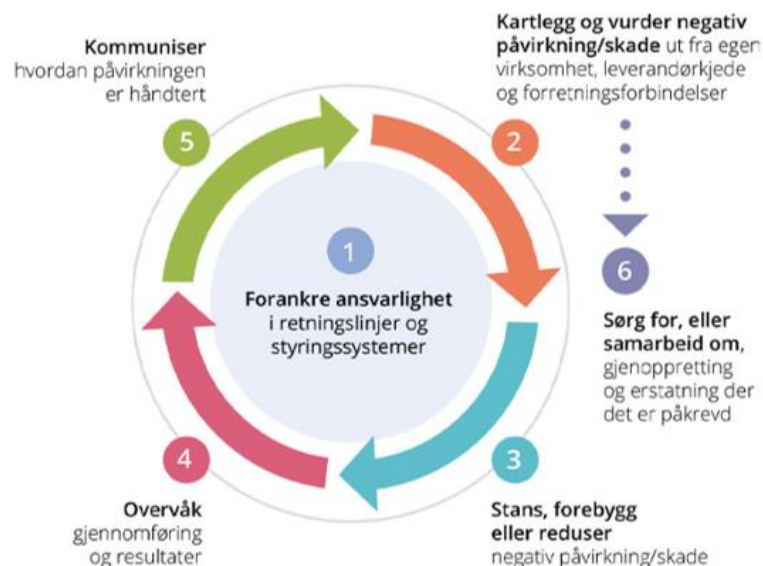 1
Forankre ansvarlighet
i retningslinjer og
styringssystemer
2
Kartlegg og vurder negativ
påvirkning/skade ut fra egen
virksomhet, leverandørkjede
og forretningsforbindelser
3
Stans, forebygg
eller reduser
negativ påvirkning/skade
4
Overvåk
gjennomføring
og resultater
5
Kommuniser
hvordan påvirkningen
er håndtert
6
Sørg for, eller
samarbeid om,
gjenoppretting
og erstatning der
det er påkrevd